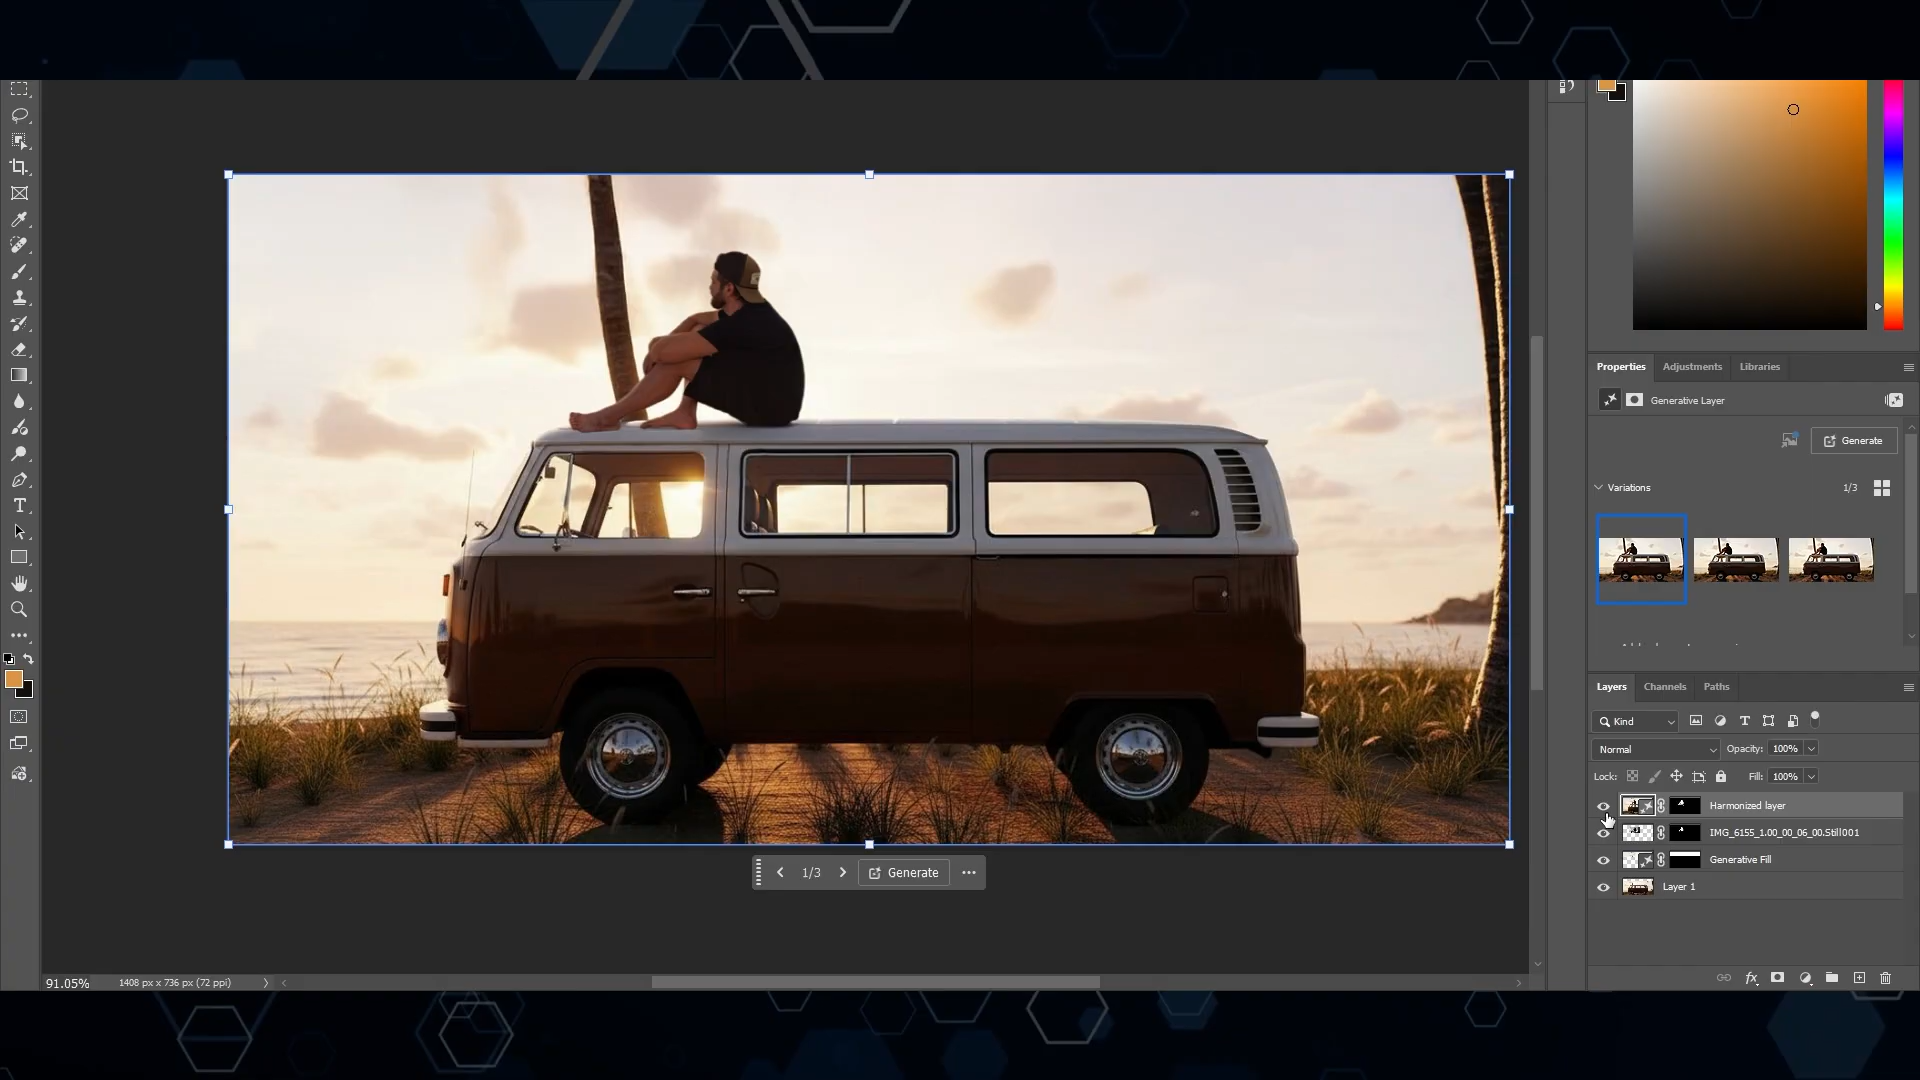 Properties Adjustments Libraries
Generative Layer
Generate
Variations 1/3
1/3 Generate
Layers Channels Paths
Kind
Normal Opacity: 100%
Lock: Fill: 100%
Harmonized layer
IMG_6155_1.00_00_06_00.Still001
Generative Fill
Layer 1
fx
91.05% 1408 px x 736 px (72 ppi)